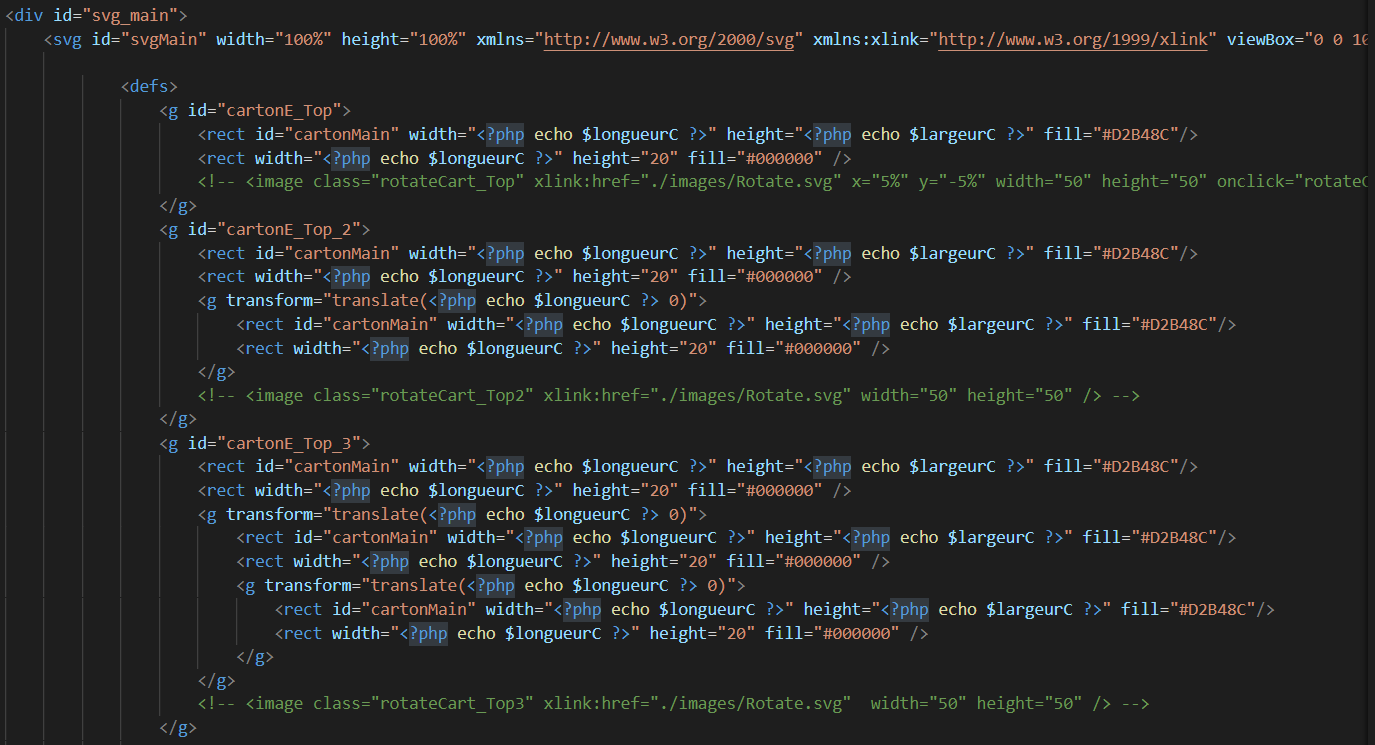 <div id="svg_main">
<svg id="svgMain" width="100%" height="100%" xmlns="http://www.w3.org/2000/svg" xmlns:xlink="http://www.w3.org/1999/xlink" viewBox="0 0 10
<defs>
<g id="cartonE_Top">
<rect id="cartonMain" width="<?php echo $longueurC ?>" height="<?php echo $largeurC ?>" fill="#D2B48C"/>
<rect width="<?php echo $longueurC ?>" height="20" fill="#000000" />
<!-- <image class="rotateCart_Top" xlink:href="./images/Rotate.svg" x="5%" y="-5%" width="50" height="50" onclick="rotateC
</g>
<g id="cartonE_Top_2">
<rect id="cartonMain" width="<?php echo $longueurC ?>" height="<?php echo $largeurC ?>" fill="#D2B48C"/>
<rect width="<?php echo $longueurC ?>" height="20" fill="#000000" />
<g transform="translate(<?php echo $longueurC ?> 0)">
<rect id="cartonMain" width="<?php echo $longueurC ?>" height="<?php echo $largeurC ?>" fill="#D2B48C"/>
<rect width="<?php echo $longueurC ?>" height="20" fill="#000000" />
</g>
<!-- <image class="rotateCart_Top2" xlink:href="./images/Rotate.svg" width="50" height="50" /> -->
</g>
<g id="cartonE_Top_3">
<rect id="cartonMain" width="<?php echo $longueurC ?>" height="<?php echo $largeurC ?>" fill="#D2B48C"/>
<rect width="<?php echo $longueurC ?>" height="20" fill="#000000" />
<g transform="translate(<?php echo $longueurC ?> 0)">
<rect id="cartonMain" width="<?php echo $longueurC ?>" height="<?php echo $largeurC ?>" fill="#D2B48C"/>
<rect width="<?php echo $longueurC ?>" height="20" fill="#000000" />
<g transform="translate(<?php echo $longueurC ?> 0)">
<rect id="cartonMain" width="<?php echo $longueurC ?>" height="<?php echo $largeurC ?>" fill="#D2B48C"/>
<rect width="<?php echo $longueurC ?>" height="20" fill="#000000" />
</g>
</g>
<!-- <image class="rotateCart_Top3" xlink:href="./images/Rotate.svg"  width="50" height="50" /> -->
</g>